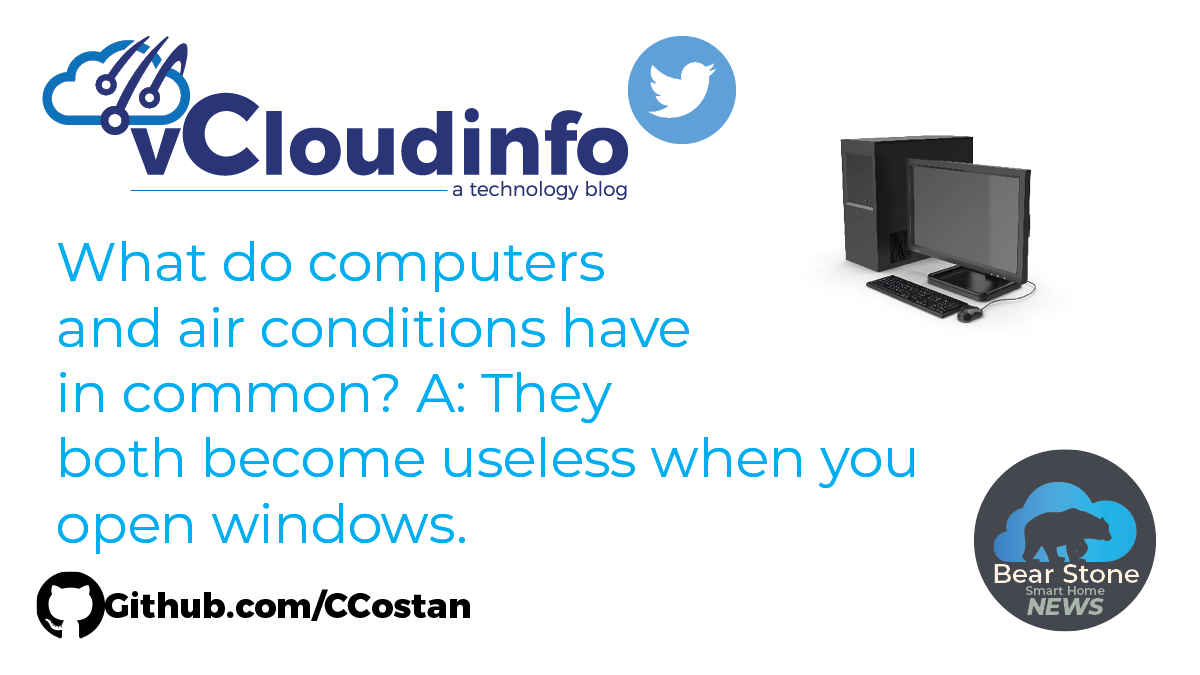 vCloudinfo
a technology blog
What do computers
and air conditions have
in common? A: They
both become useless when you
open windows.
Github.com/CCostan
Bear Stone
Smart Home
NEWS